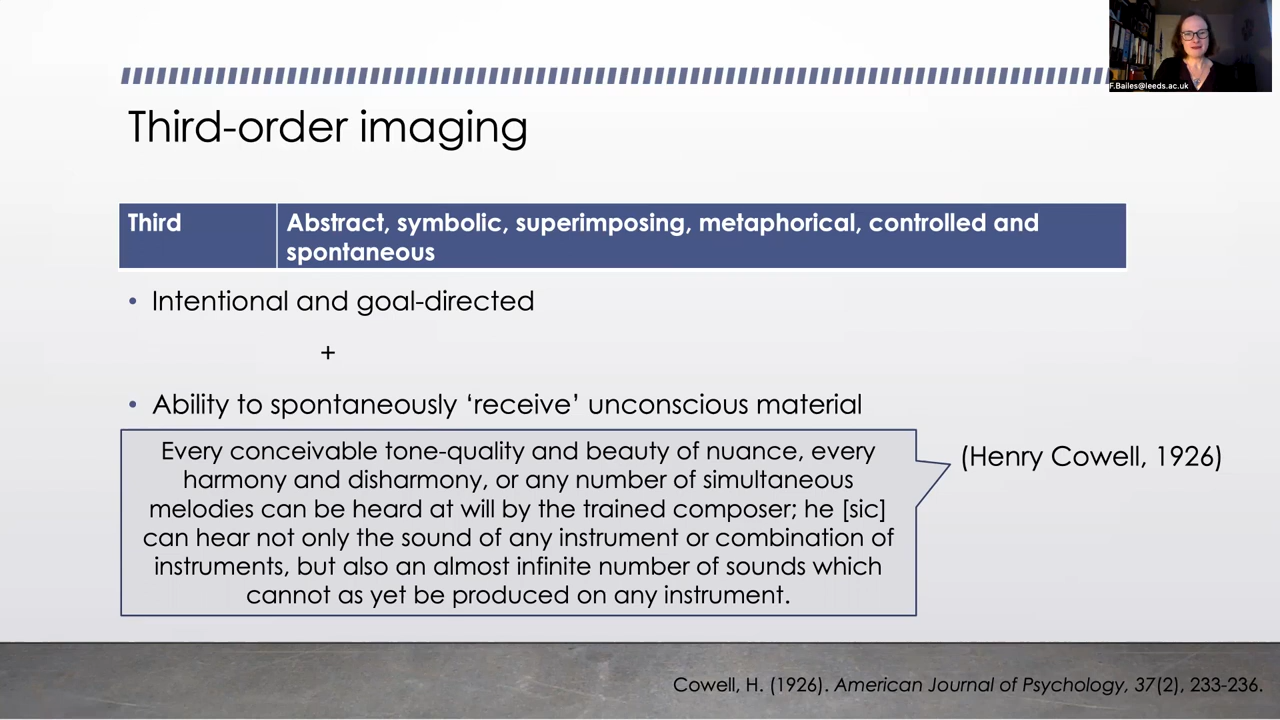 F.Bailes@leeds.ac.uk
Third-order imaging
Third
Abstract, symbolic, superimposing, metaphorical, controlled and
spontaneous
• Intentional and goal-directed
+
• Ability to spontaneously ‘receive’ unconscious material
Every conceivable tone-quality and beauty of nuance, every
harmony and disharmony, or any number of simultaneous
melodies can be heard at will by the trained composer; he [sic]
can hear not only the sound of any instrument or combination of
instruments, but also an almost infinite number of sounds which
cannot as yet be produced on any instrument.
(Henry Cowell, 1926)
Cowell, H. (1926). American Journal of Psychology, 37(2), 233-236.